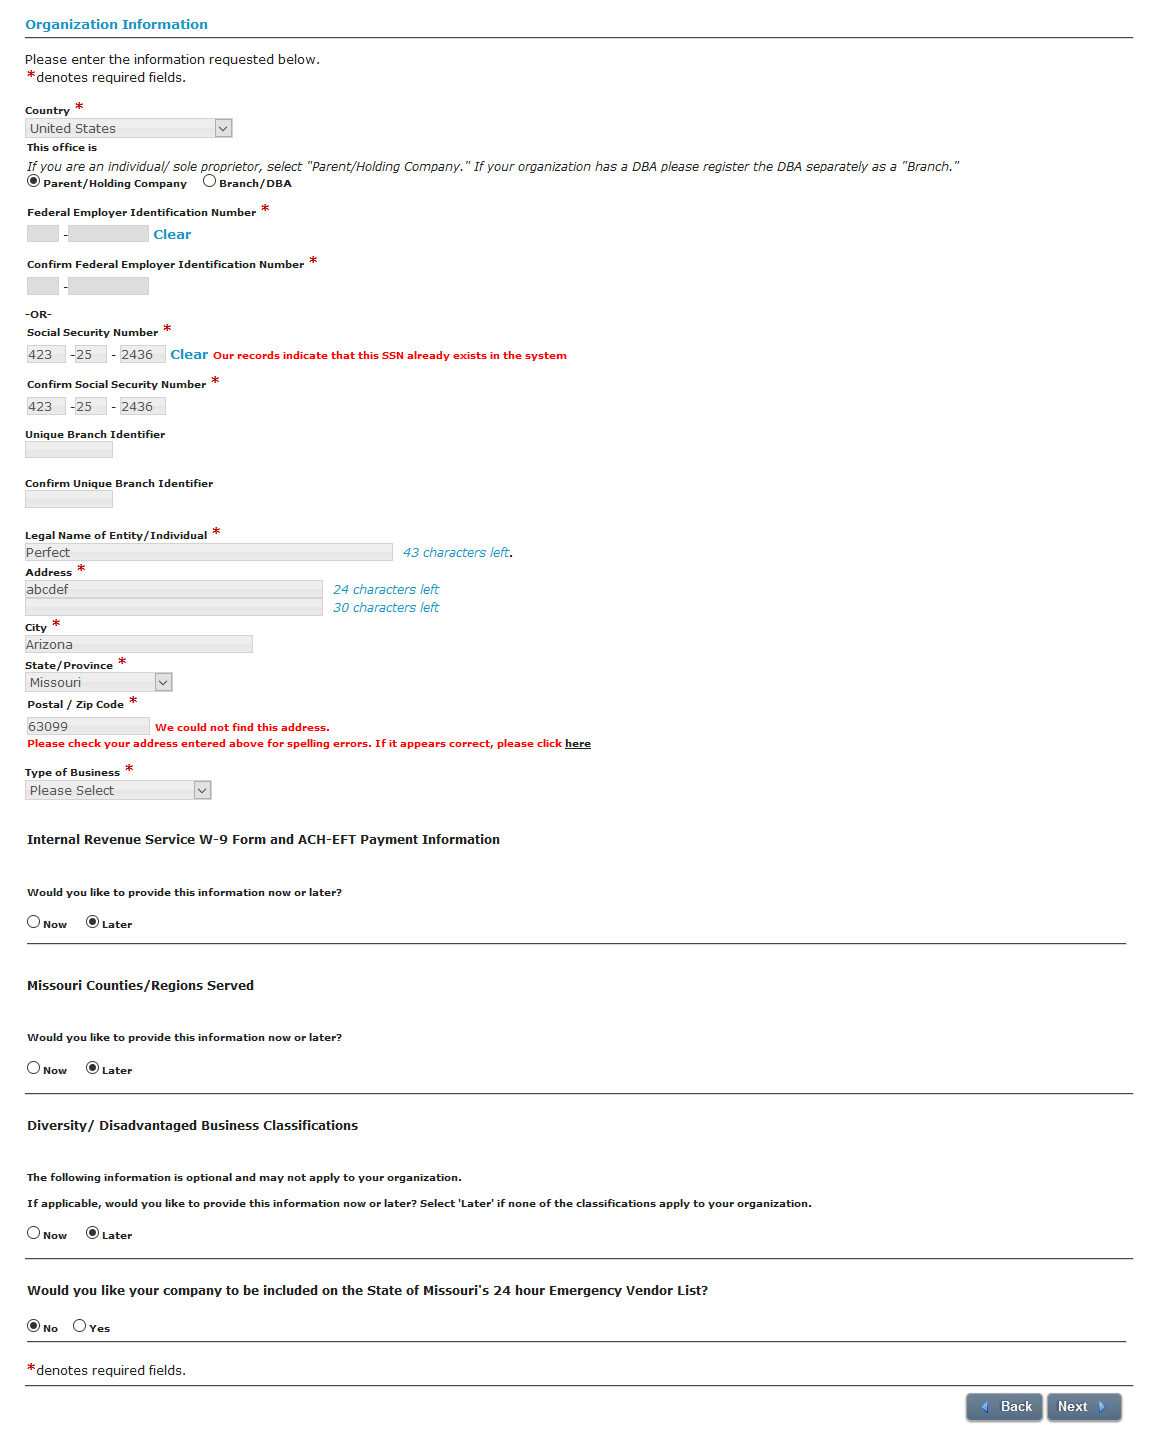 Organization Information
Please enter the information requested below.
*denotes required fields.
Country *
United States
This office is
If you are an individual/ sole proprietor, select "Parent/Holding Company." If your organization has a DBA please register the DBA separately as a "Branch."
Parent/Holding Company Branch/DBA
Federal Employer Identification Number *
- Clear
Confirm Federal Employer Identification Number *
-
-OR-
Social Security Number *
423 -25 - 2436 Clear Our records indicate that this SSN already exists in the system
Confirm Social Security Number *
423 -25 - 2436
Unique Branch Identifier
Confirm Unique Branch Identifier
Legal Name of Entity/Individual *
Perfect 43 characters left.
Address *
abcdef 24 characters left
30 characters left
City *
Arizona
State/Province *
Missouri
Postal / Zip Code *
63099 We could not find this address.
Please check your address entered above for spelling errors. If it appears correct, please click here
Type of Business *
Please Select
Internal Revenue Service W-9 Form and ACH-EFT Payment Information
Would you like to provide this information now or later?
Now Later
Missouri Counties/Regions Served
Would you like to provide this information now or later?
Now Later
Diversity/ Disadvantaged Business Classifications
The following information is optional and may not apply to your organization.
If applicable, would you like to provide this information now or later? Select 'Later' if none of the classifications apply to your organization.
Now Later
Would you like your company to be included on the State of Missouri's 24 hour Emergency Vendor List?
No Yes
*denotes required fields.
Back Next